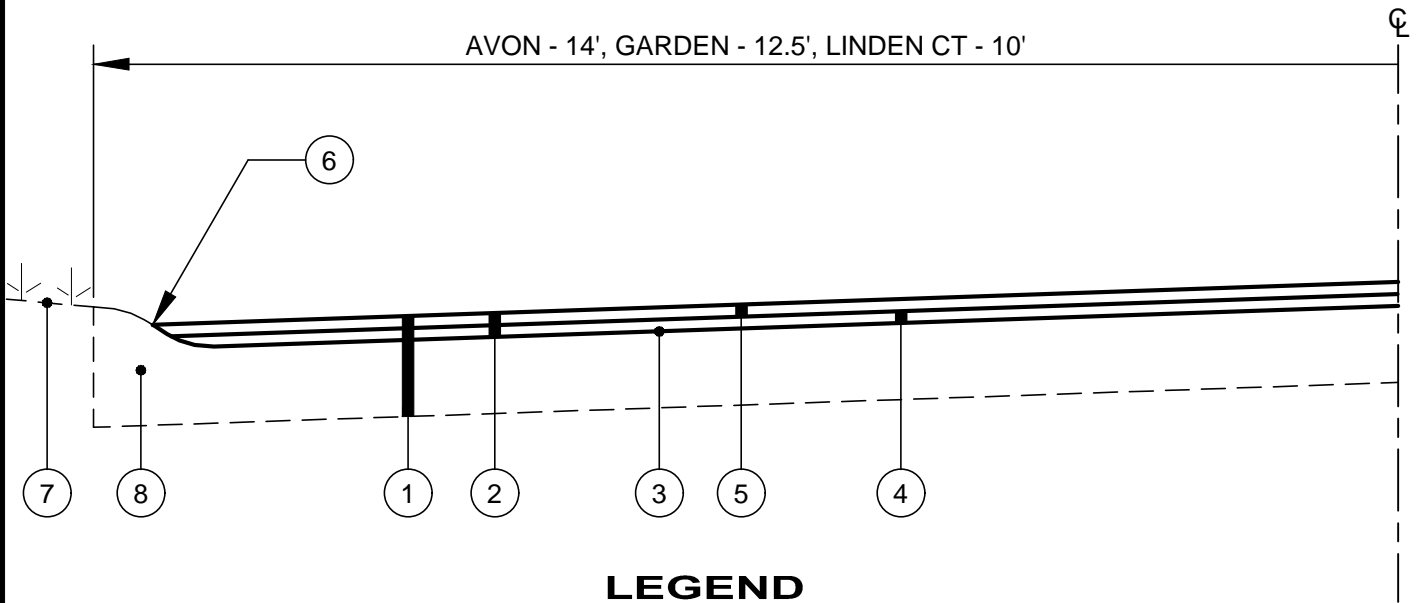 ℄
AVON - 14', GARDEN - 12.5', LINDEN CT - 10'
6
7 8 1 2 3 5 4
LEGEND